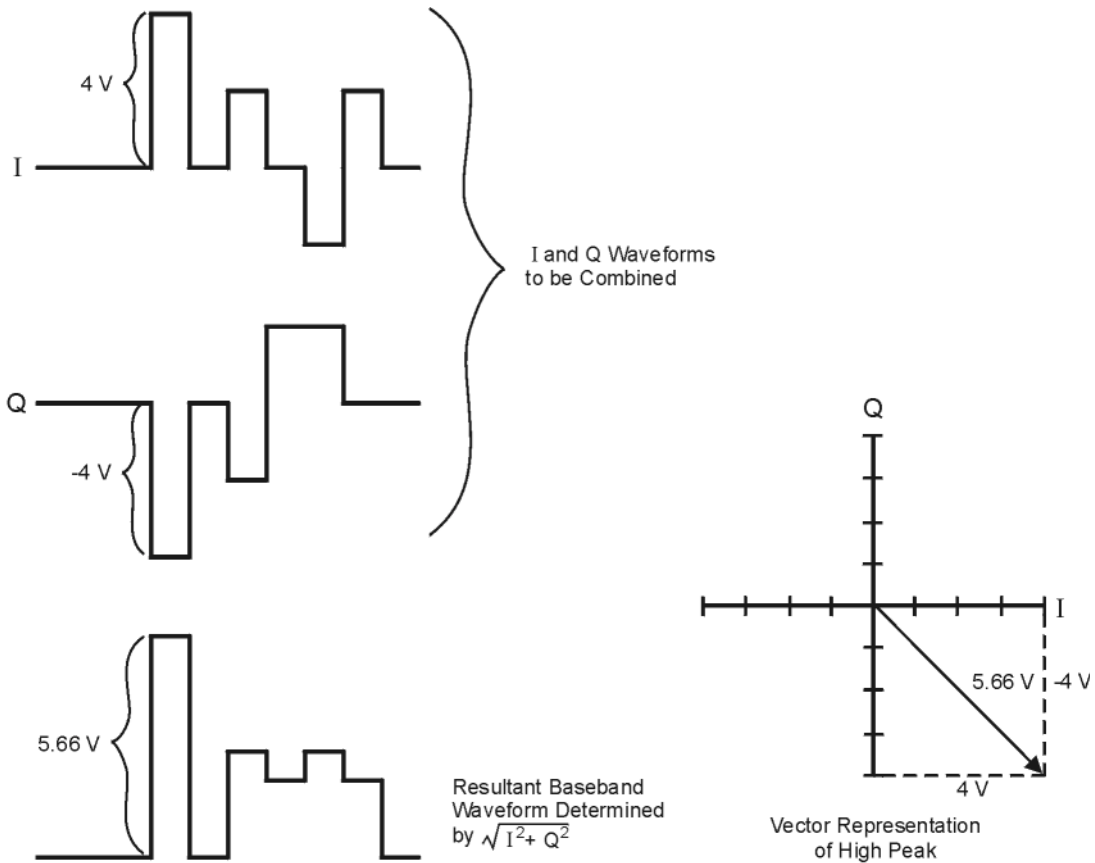 4 V
I
I and Q Waveforms
to be Combined
Q
-4 V
Q
I
5.66 V
-4 V
4 V
5.66 V
Resultant Baseband
Waveform Determined
by √I²+ Q²
Vector Representation
of High Peak